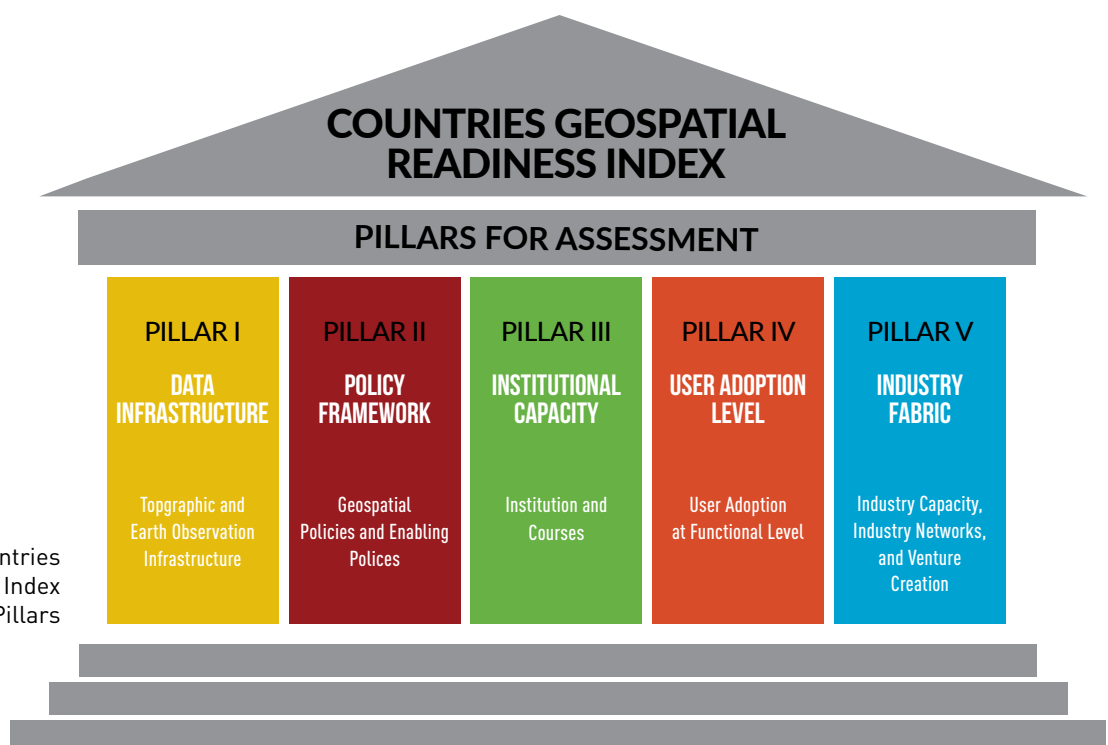 COUNTRIES GEOSPATIAL
READINESS INDEX
PILLARS FOR ASSESSMENT
PILLAR I
DATA
INFRASTRUCTURE
Topgraphic and
Earth Observation
Infrastructure
PILLAR II
POLICY
FRAMEWORK
Geospatial
Policies and Enabling
Polices
PILLAR III
INSTITUTIONAL
CAPACITY
Institution and
Courses
PILLAR IV
USER ADOPTION
LEVEL
User Adoption
at Functional Level
PILLAR V
INDUSTRY
FABRIC
Industry Capacity,
Industry Networks,
and Venture
Creation
ntries
Index
Pillars